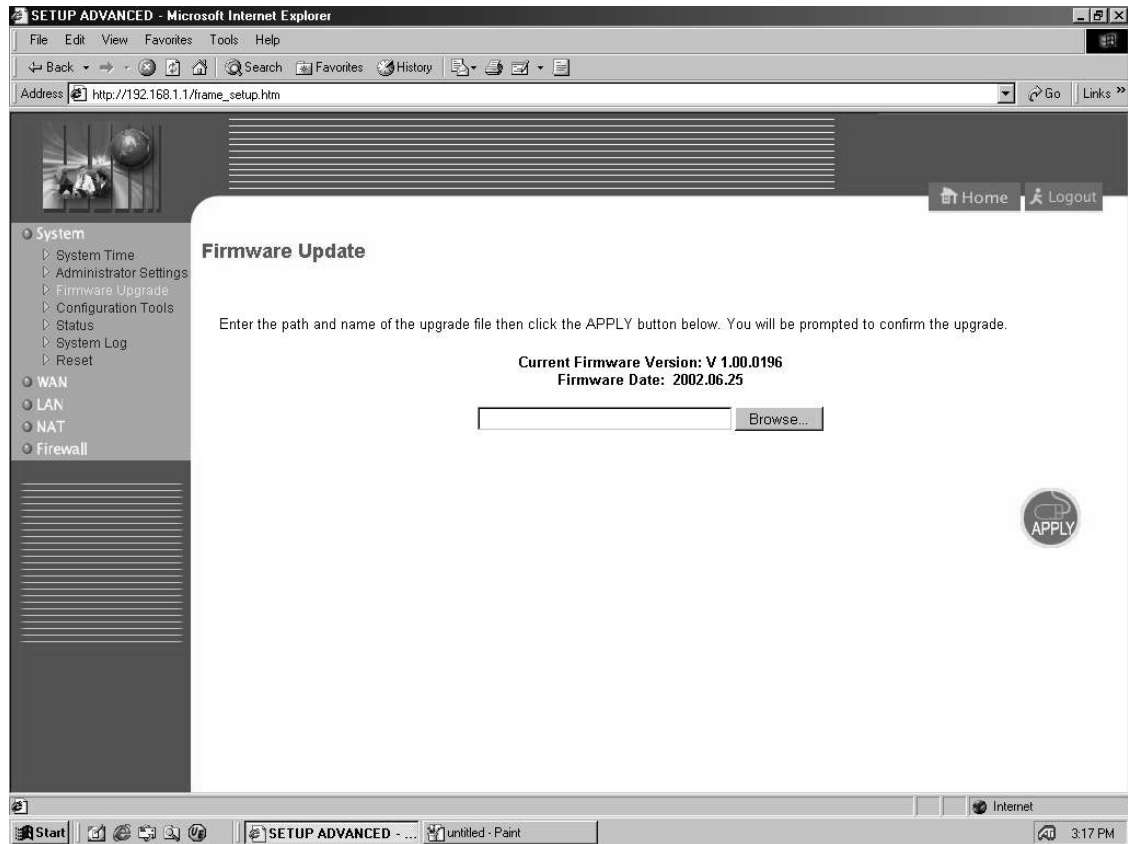 SETUP ADVANCED - Microsoft Internet Explorer
File Edit View Favorites Tools Help
Back Search Favorites History
Address http://192.168.1.1/frame_setup.htm Go Links »
Home Logout
System
System Time
Administrator Settings
Firmware Upgrade
Configuration Tools
Status
System Log
Reset
WAN
LAN
NAT
Firewall
Firmware Update
Enter the path and name of the upgrade file then click the APPLY button below. You will be prompted to confirm the upgrade.
Current Firmware Version: V 1.00.0196
Firmware Date: 2002.06.25
Browse...
APPLY
Internet
Start SETUP ADVANCED - ... untitled - Paint 3:17 PM